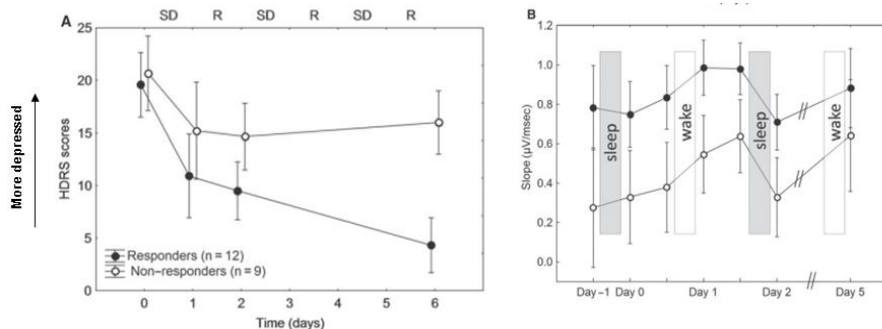 A
SD R SD R SD R
25
20
15
10
5
0
More depressed
HDRS scores
Responders (n = 12)
Non-responders (n = 9)
0 1 2 3 4 5 6
Time (days)
B
1.2
1.0
0.8
0.6
0.4
0.2
0.0
Slope (µV/msec)
sleep
wake
sleep
wake
Day −1 Day 0 Day 1 Day 2 Day 5